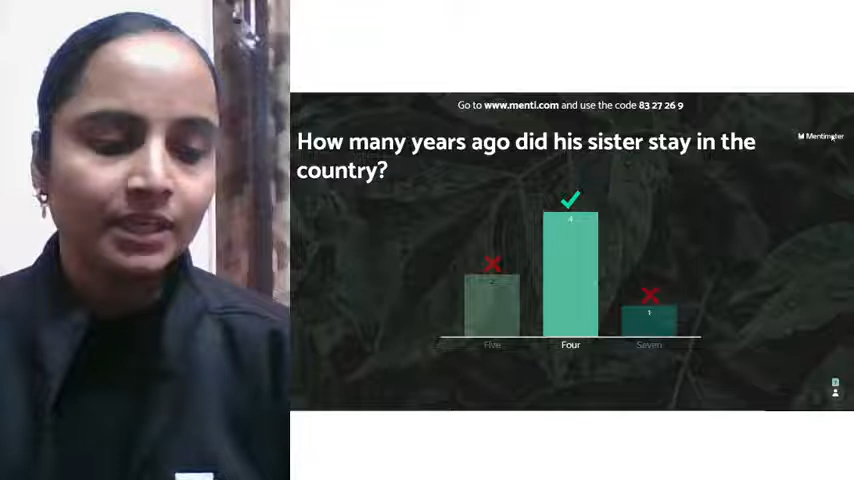 Go to www.menti.com and use the code 83 27 26 9
Mentimeter
How many years ago did his sister stay in the
country?
4
2
1
Five
Four
Seven